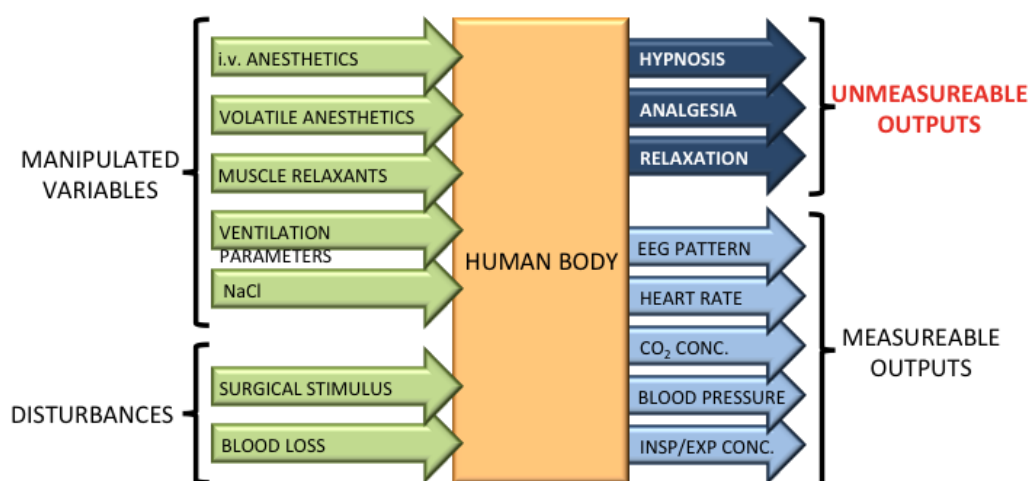 MANIPULATED
VARIABLES
i.v. ANESTHETICS
VOLATILE ANESTHETICS
MUSCLE RELAXANTS
VENTILATION
PARAMETERS
NaCl
DISTURBANCES
SURGICAL STIMULUS
BLOOD LOSS
HUMAN BODY
HYPNOSIS
ANALGESIA
RELAXATION
UNMEASUREABLE
OUTPUTS
EEG PATTERN
HEART RATE
CO₂ CONC.
BLOOD PRESSURE
INSP/EXP CONC.
MEASUREABLE
OUTPUTS